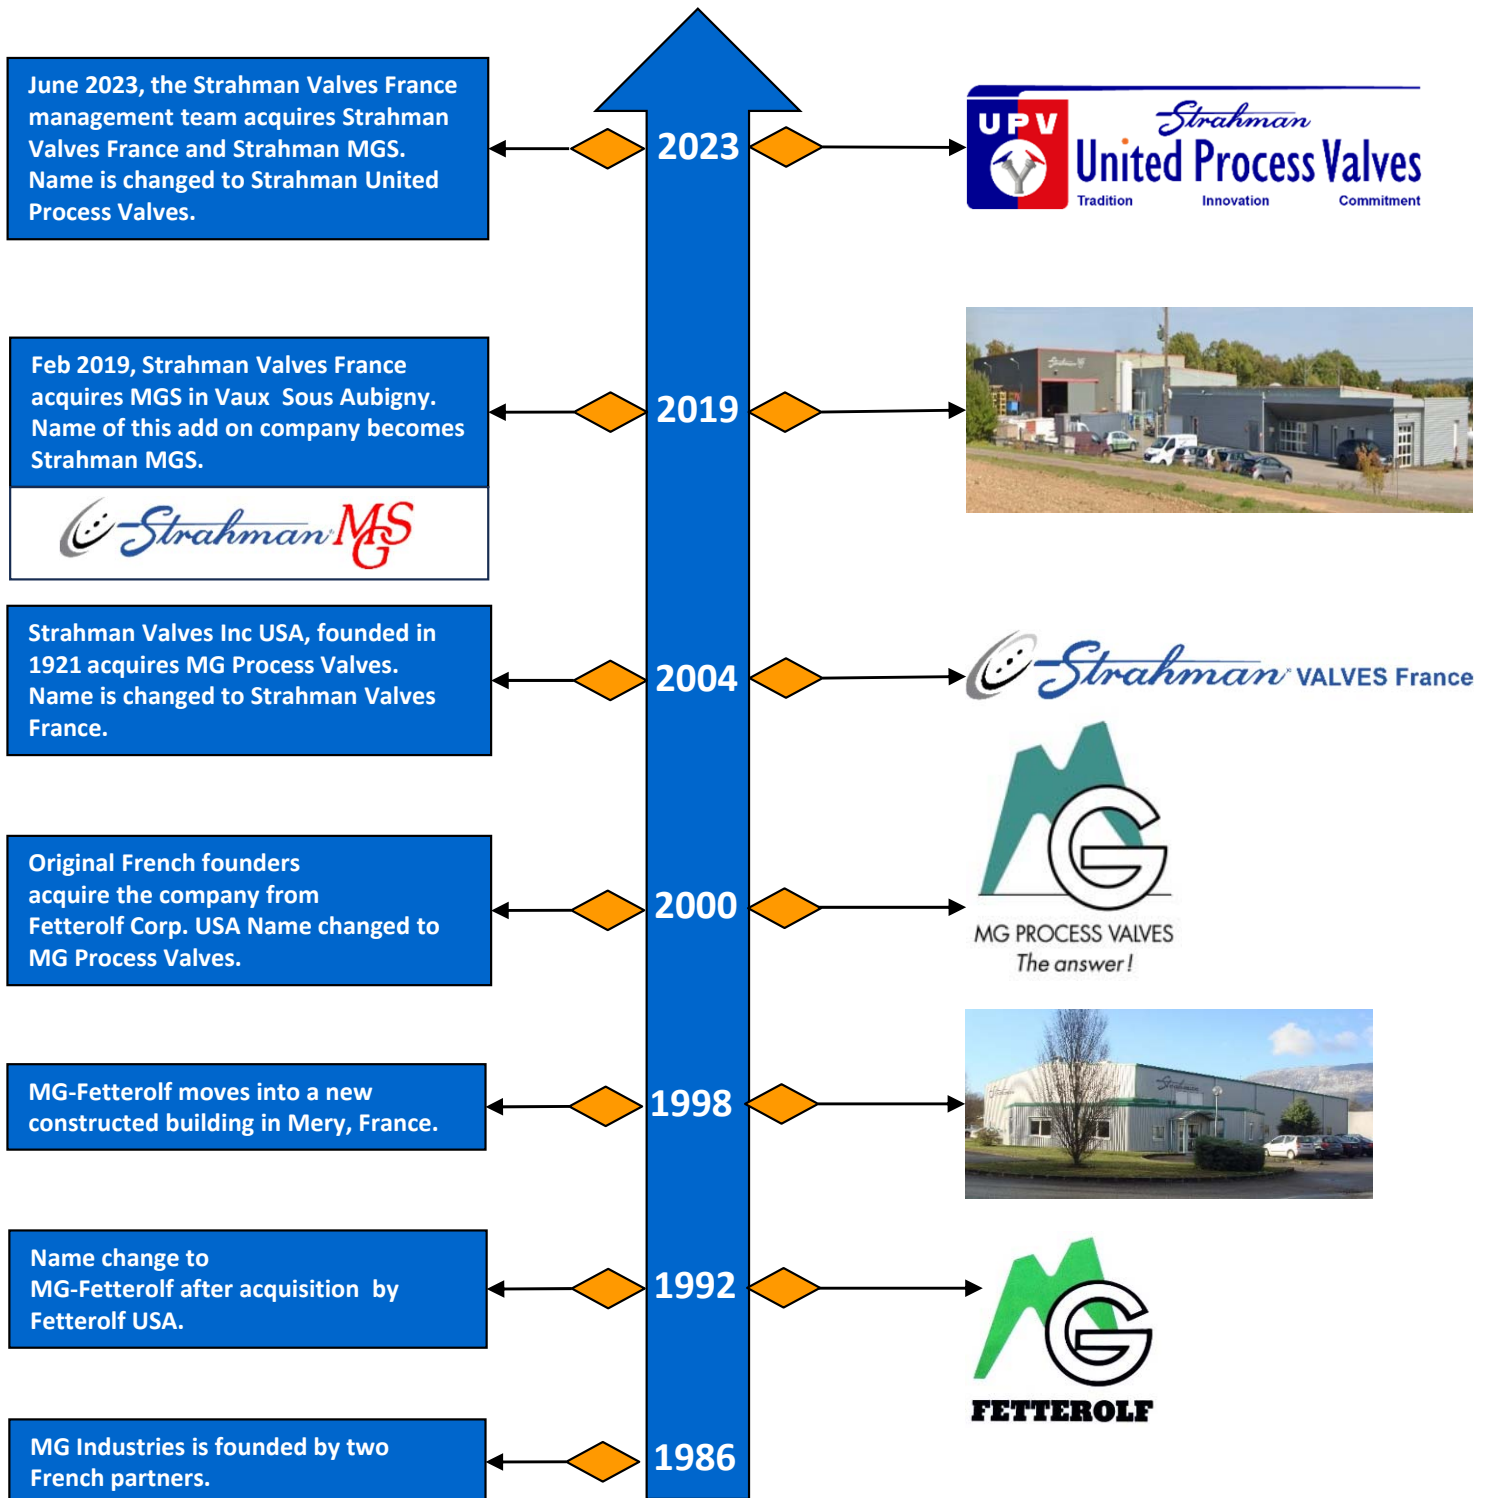 June 2023, the Strahman Valves France
management team acquires Strahman
Valves France and Strahman MGS.
Name is changed to Strahman United
Process Valves.
2023
UPV
Strahman
United Process Valves
Tradition Innovation Commitment
Feb 2019, Strahman Valves France
acquires MGS in Vaux Sous Aubigny.
Name of this add on company becomes
Strahman MGS.
Strahman MGS
2019
Strahman Valves Inc USA, founded in
1921 acquires MG Process Valves.
Name is changed to Strahman Valves
France.
2004
Strahman VALVES France
Original French founders
acquire the company from
Fetterolf Corp. USA Name changed to
MG Process Valves.
2000
MG
MG PROCESS VALVES
The answer!
MG-Fetterolf moves into a new
constructed building in Mery, France.
1998
Strahman
Name change to
MG-Fetterolf after acquisition by
Fetterolf USA.
1992
MG
FETTEROLF
MG Industries is founded by two
French partners.
1986